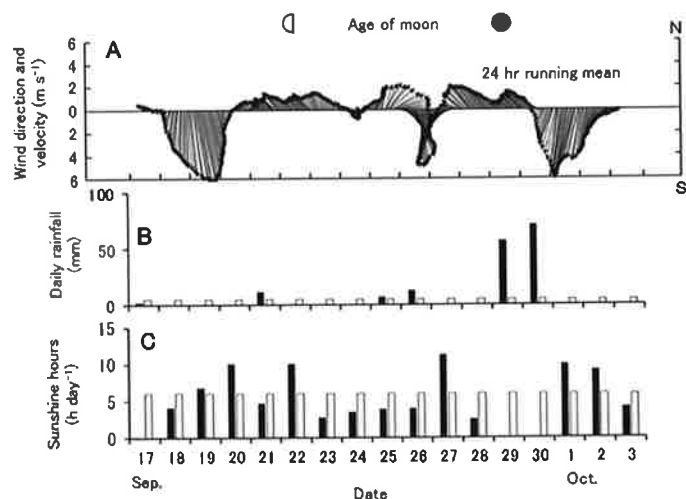 Age of moon
A
N
Wind direction and
velocity (m s⁻¹)
6
4
2
0
2
4
6
24 hr running mean
S
B
Daily rainfall
(mm)
100
50
0
C
Sunshine hours
(h day⁻¹)
15
10
5
0
17 18 19 20 21 22 23 24 25 26 27 28 29 30 1 2 3
Sep. Oct.
Date